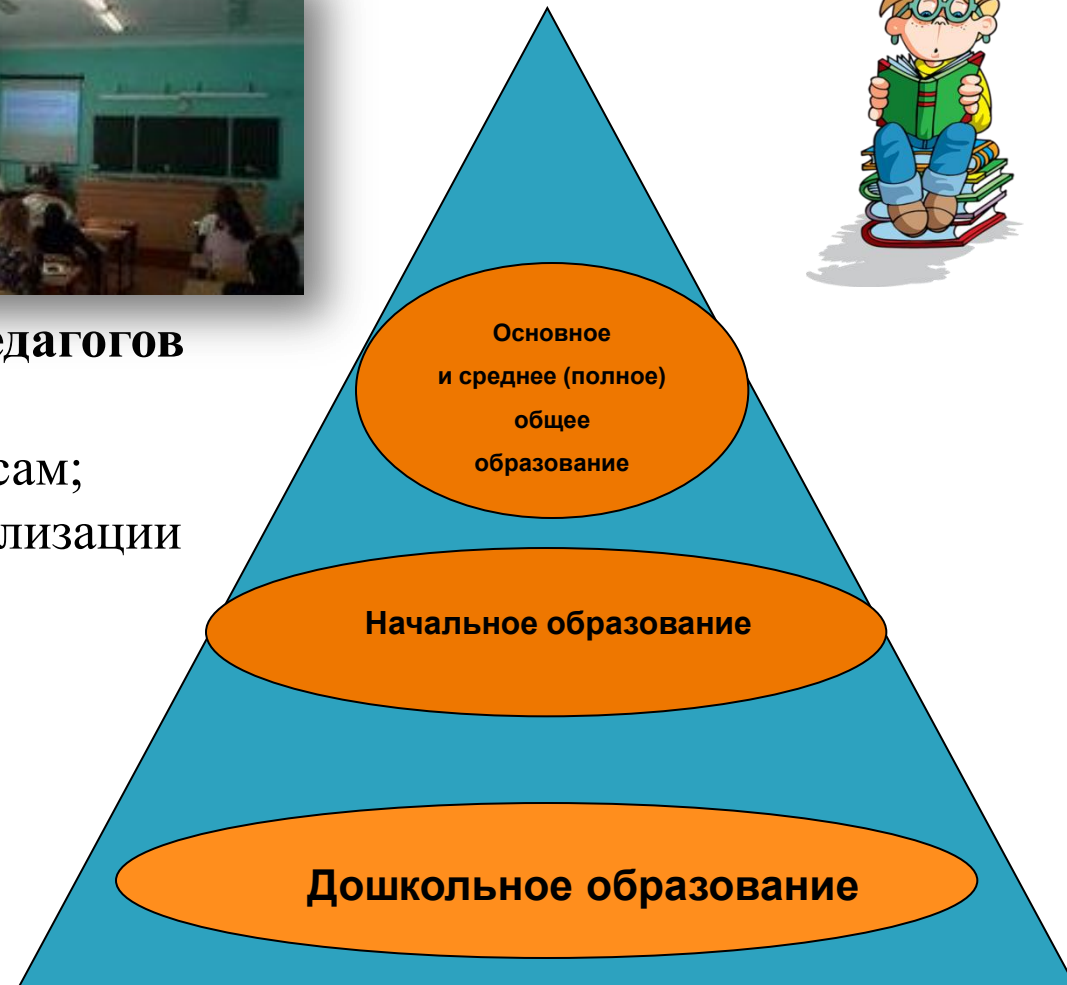 едагогов
сам;
лизации
Основное
и среднее (полное)
общее
образование
Начальное образование
Дошкольное образование